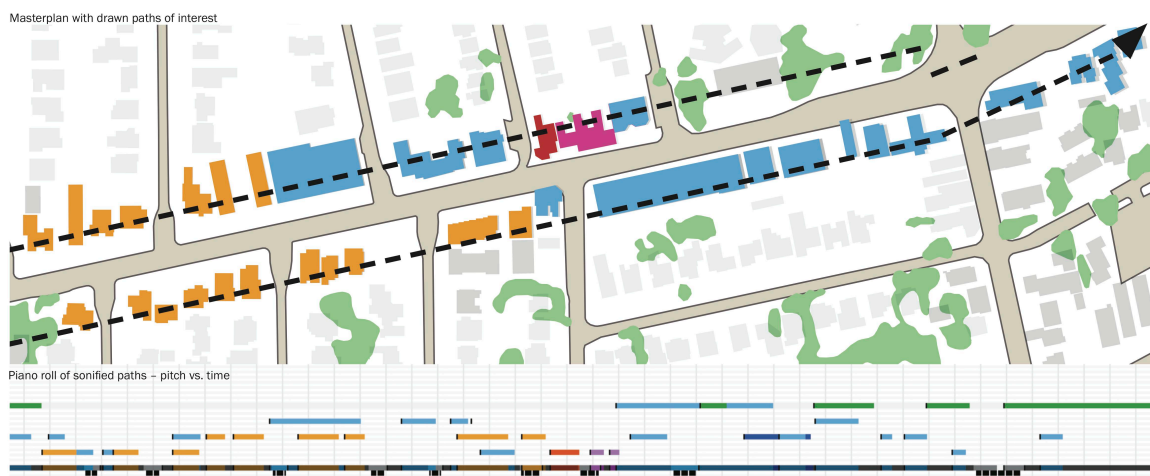 Masterplan with drawn paths of interest
Piano roll of sonified paths – pitch vs. time